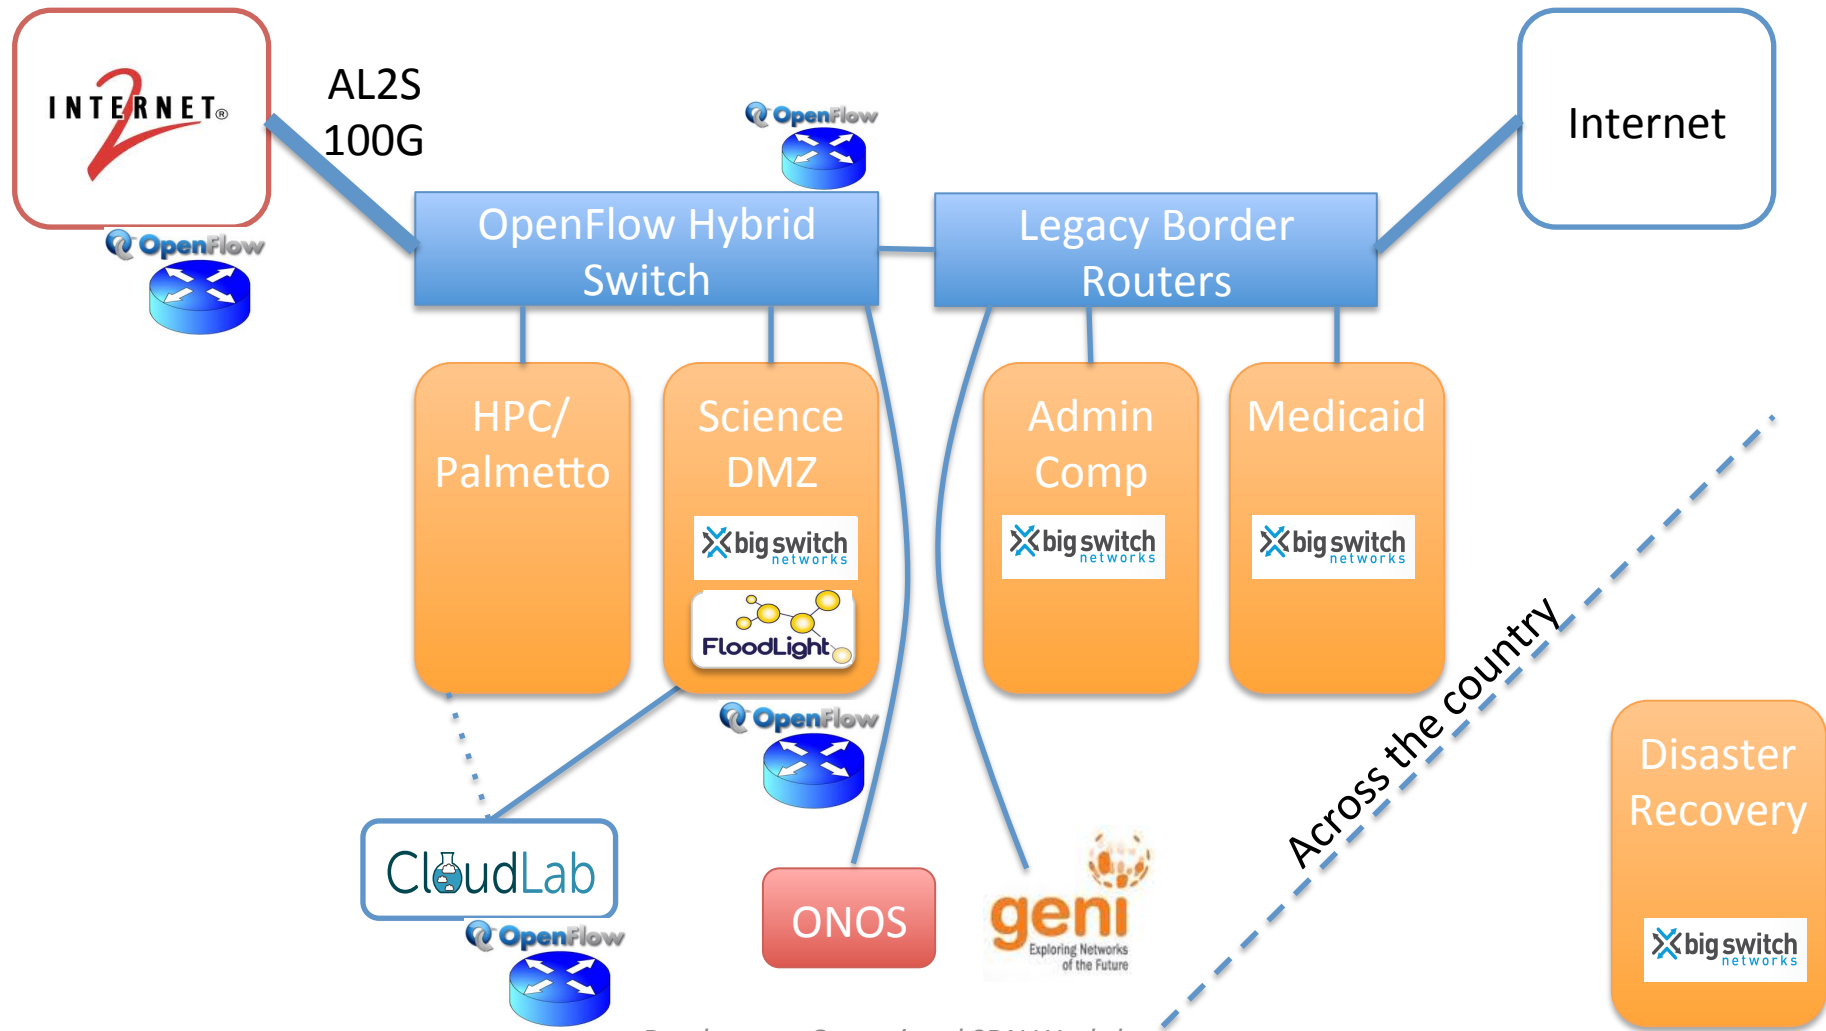 INTERNET®
2
AL2S
100G
OpenFlow
OpenFlow
Internet
OpenFlow Hybrid
Switch
Legacy Border
Routers
HPC/
Palmetto
Science
DMZ
big switch
networks
FloodLight
Admin
Comp
big switch
networks
Medicaid
big switch
networks
Across the country
OpenFlow
CloudLab
OpenFlow
ONOS
geni
Exploring Networks
of the Future
Disaster
Recovery
big switch
networks